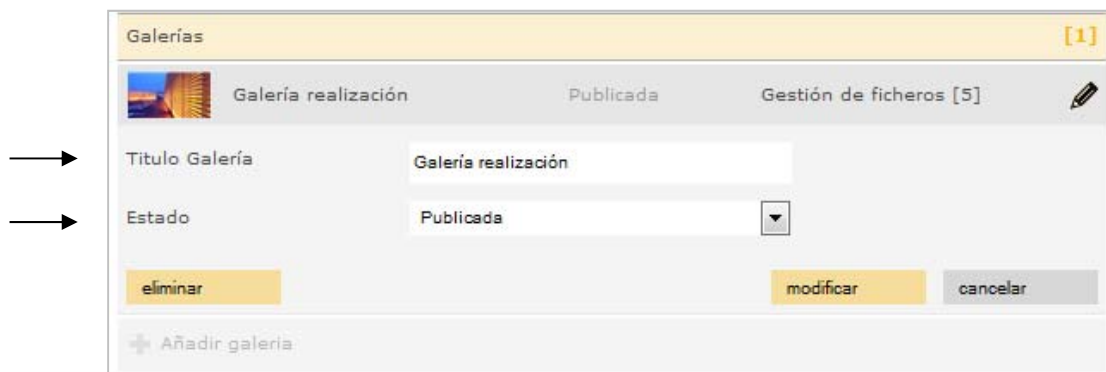 Galerías [1]
Galería realización Publicada Gestión de ficheros [5]
Titulo Galería Galería realización
Estado Publicada
eliminar modificar cancelar
Añadir galeria